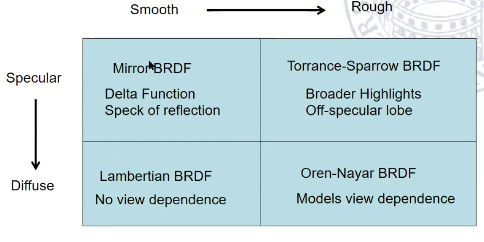 Smooth
Rough
Specular
Diffuse
Mirror BRDF
Delta Function
Speck of reflection
Torrance-Sparrow BRDF
Broader Highlights
Off-specular lobe
Lambertian BRDF
No view dependence
Oren-Nayar BRDF
Models view dependence